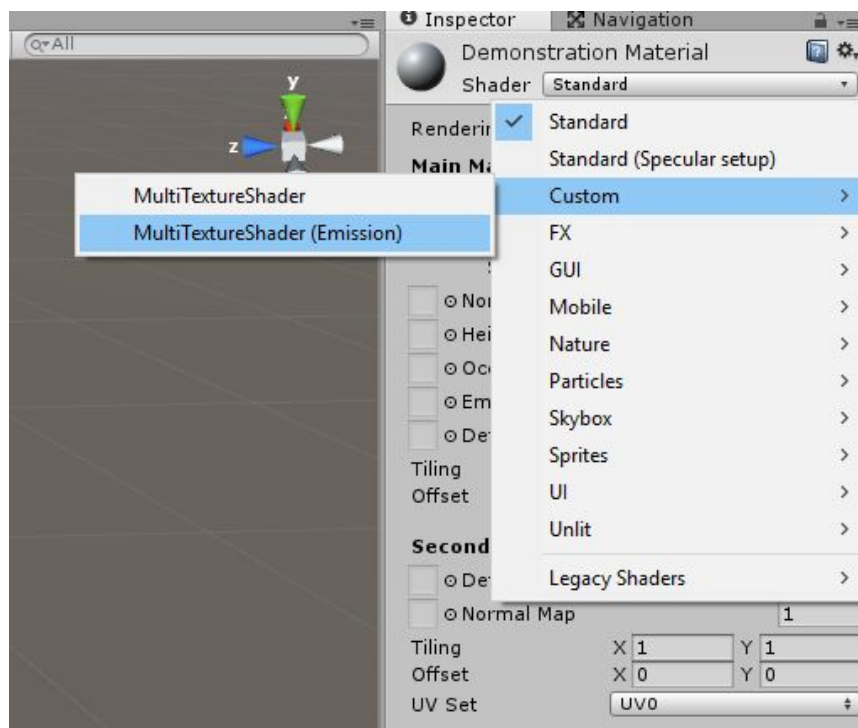 Inspector
Navigation
All
Demonstration Material
Shader Standard
y
z
Standard
Standard (Specular setup)
Custom
FX
GUI
Mobile
Nature
Particles
Skybox
Sprites
UI
Unlit
Legacy Shaders
MultiTextureShader
MultiTextureShader (Emission)
Tiling
Offset
Second
Normal Map 1
Tiling X 1 Y 1
Offset X 0 Y 0
UV Set UV0